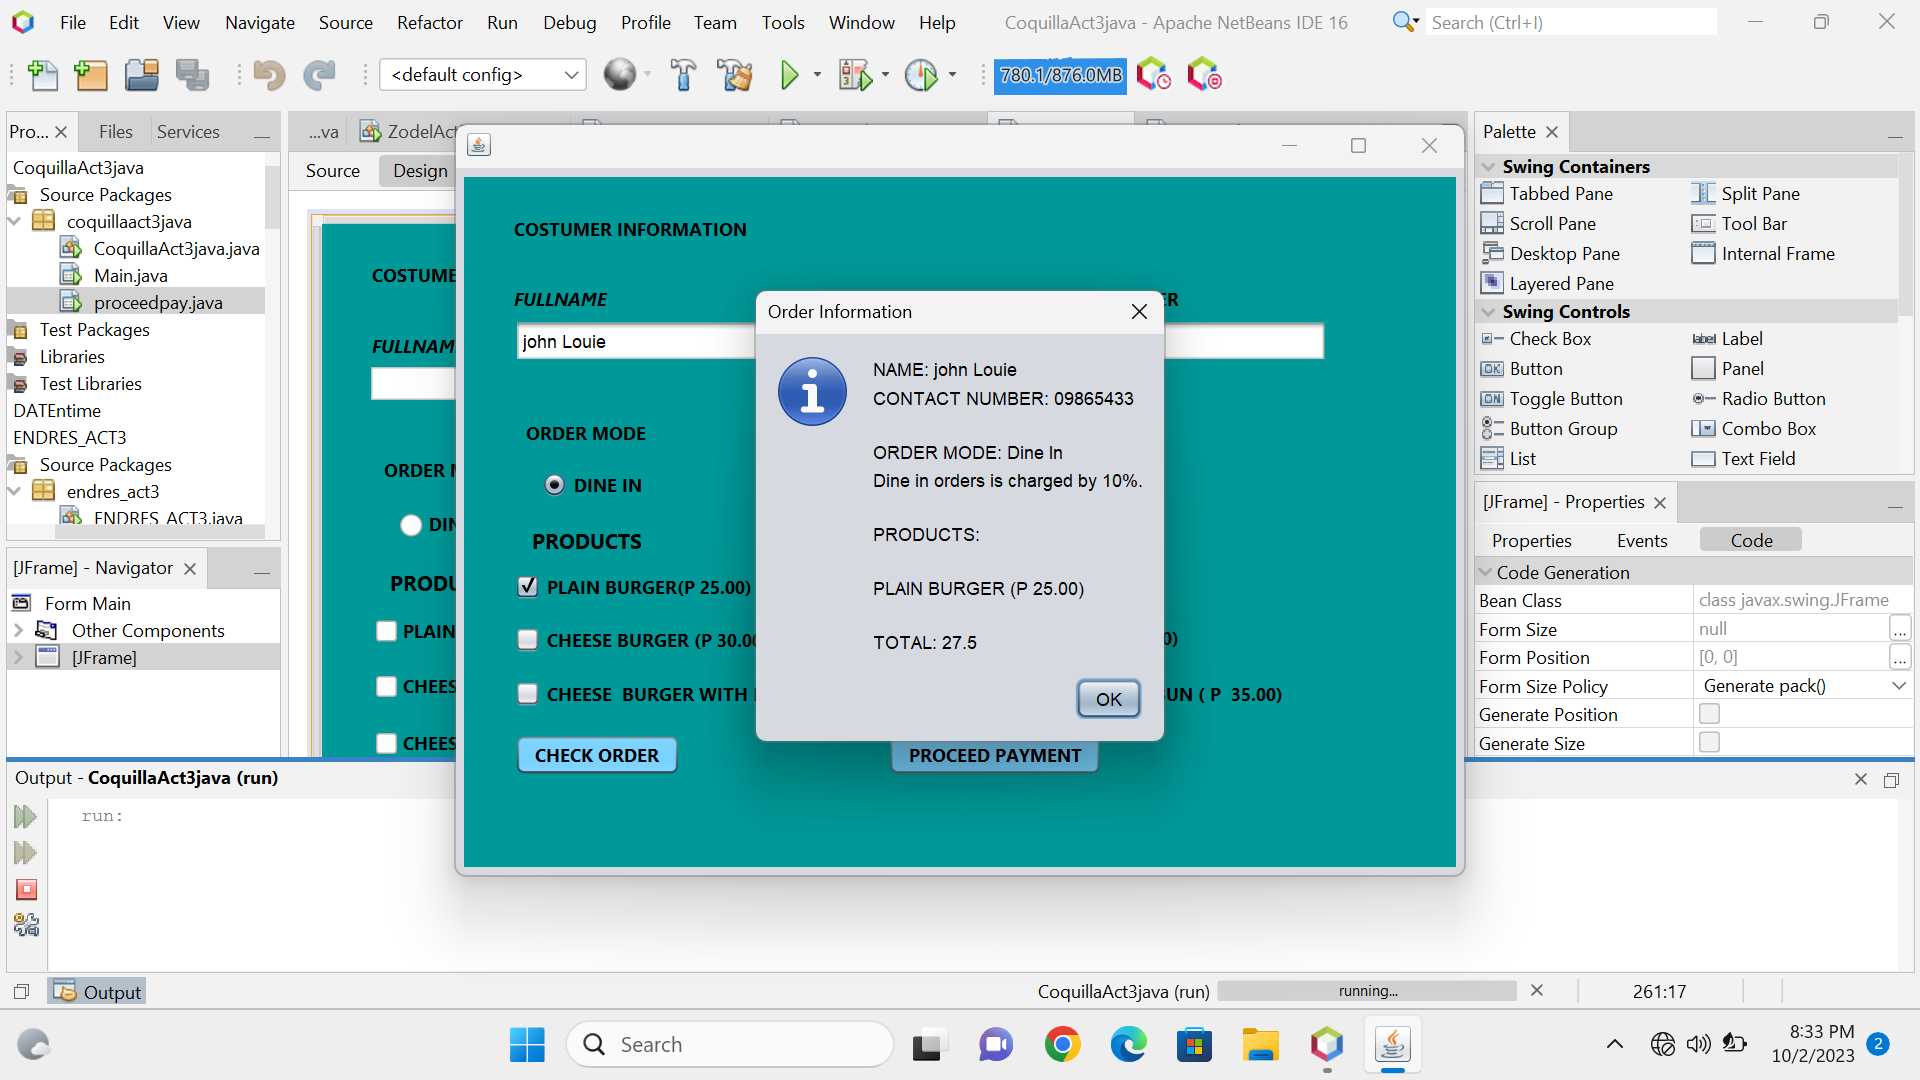 File Edit View Navigate Source Refactor Run Debug Profile Team Tools Window Help CoquillaAct3java - Apache NetBeans IDE 16 Search (Ctrl+I)
<default config> 780.1/876.0MB
Pro... Files Services
...va ZodelAct
Source Design
CoquillaAct3java
Source Packages
coquillaact3java
CoquillaAct3java.java
Main.java
proceedpay.java
Test Packages
Libraries
Test Libraries
DATEntime
ENDRES_ACT3
Source Packages
endres_act3
ENDRES_ACT3.java
[JFrame] - Navigator
Form Main
Other Components
[JFrame]
COSTUME
FULLNAM
ORDER M
DIN
PRODU
PLAIN
CHEES
CHEES
COSTUMER INFORMATION
FULLNAME ER
john Louie
ORDER MODE
DINE IN
PRODUCTS
PLAIN BURGER(P 25.00)
CHEESE BURGER (P 30.00 0)
CHEESE BURGER WITH UN ( P 35.00)
CHECK ORDER PROCEED PAYMENT
Order Information
NAME: john Louie
CONTACT NUMBER: 09865433
ORDER MODE: Dine In
Dine in orders is charged by 10%.
PRODUCTS:
PLAIN BURGER (P 25.00)
TOTAL: 27.5
OK
Palette
Swing Containers
Tabbed Pane Split Pane
Scroll Pane Tool Bar
Desktop Pane Internal Frame
Layered Pane
Swing Controls
Check Box label Label
OK Button Panel
ON Toggle Button Radio Button
Button Group Combo Box
List Text Field
[JFrame] - Properties
Properties Events Code
Code Generation
Bean Class class javax.swing.JFrame
Form Size null ...
Form Position [0, 0] ...
Form Size Policy Generate pack()
Generate Position
Generate Size
Output - CoquillaAct3java (run)
run:
Output CoquillaAct3java (run) running... 261:17
Search 8:33 PM
10/2/2023 2